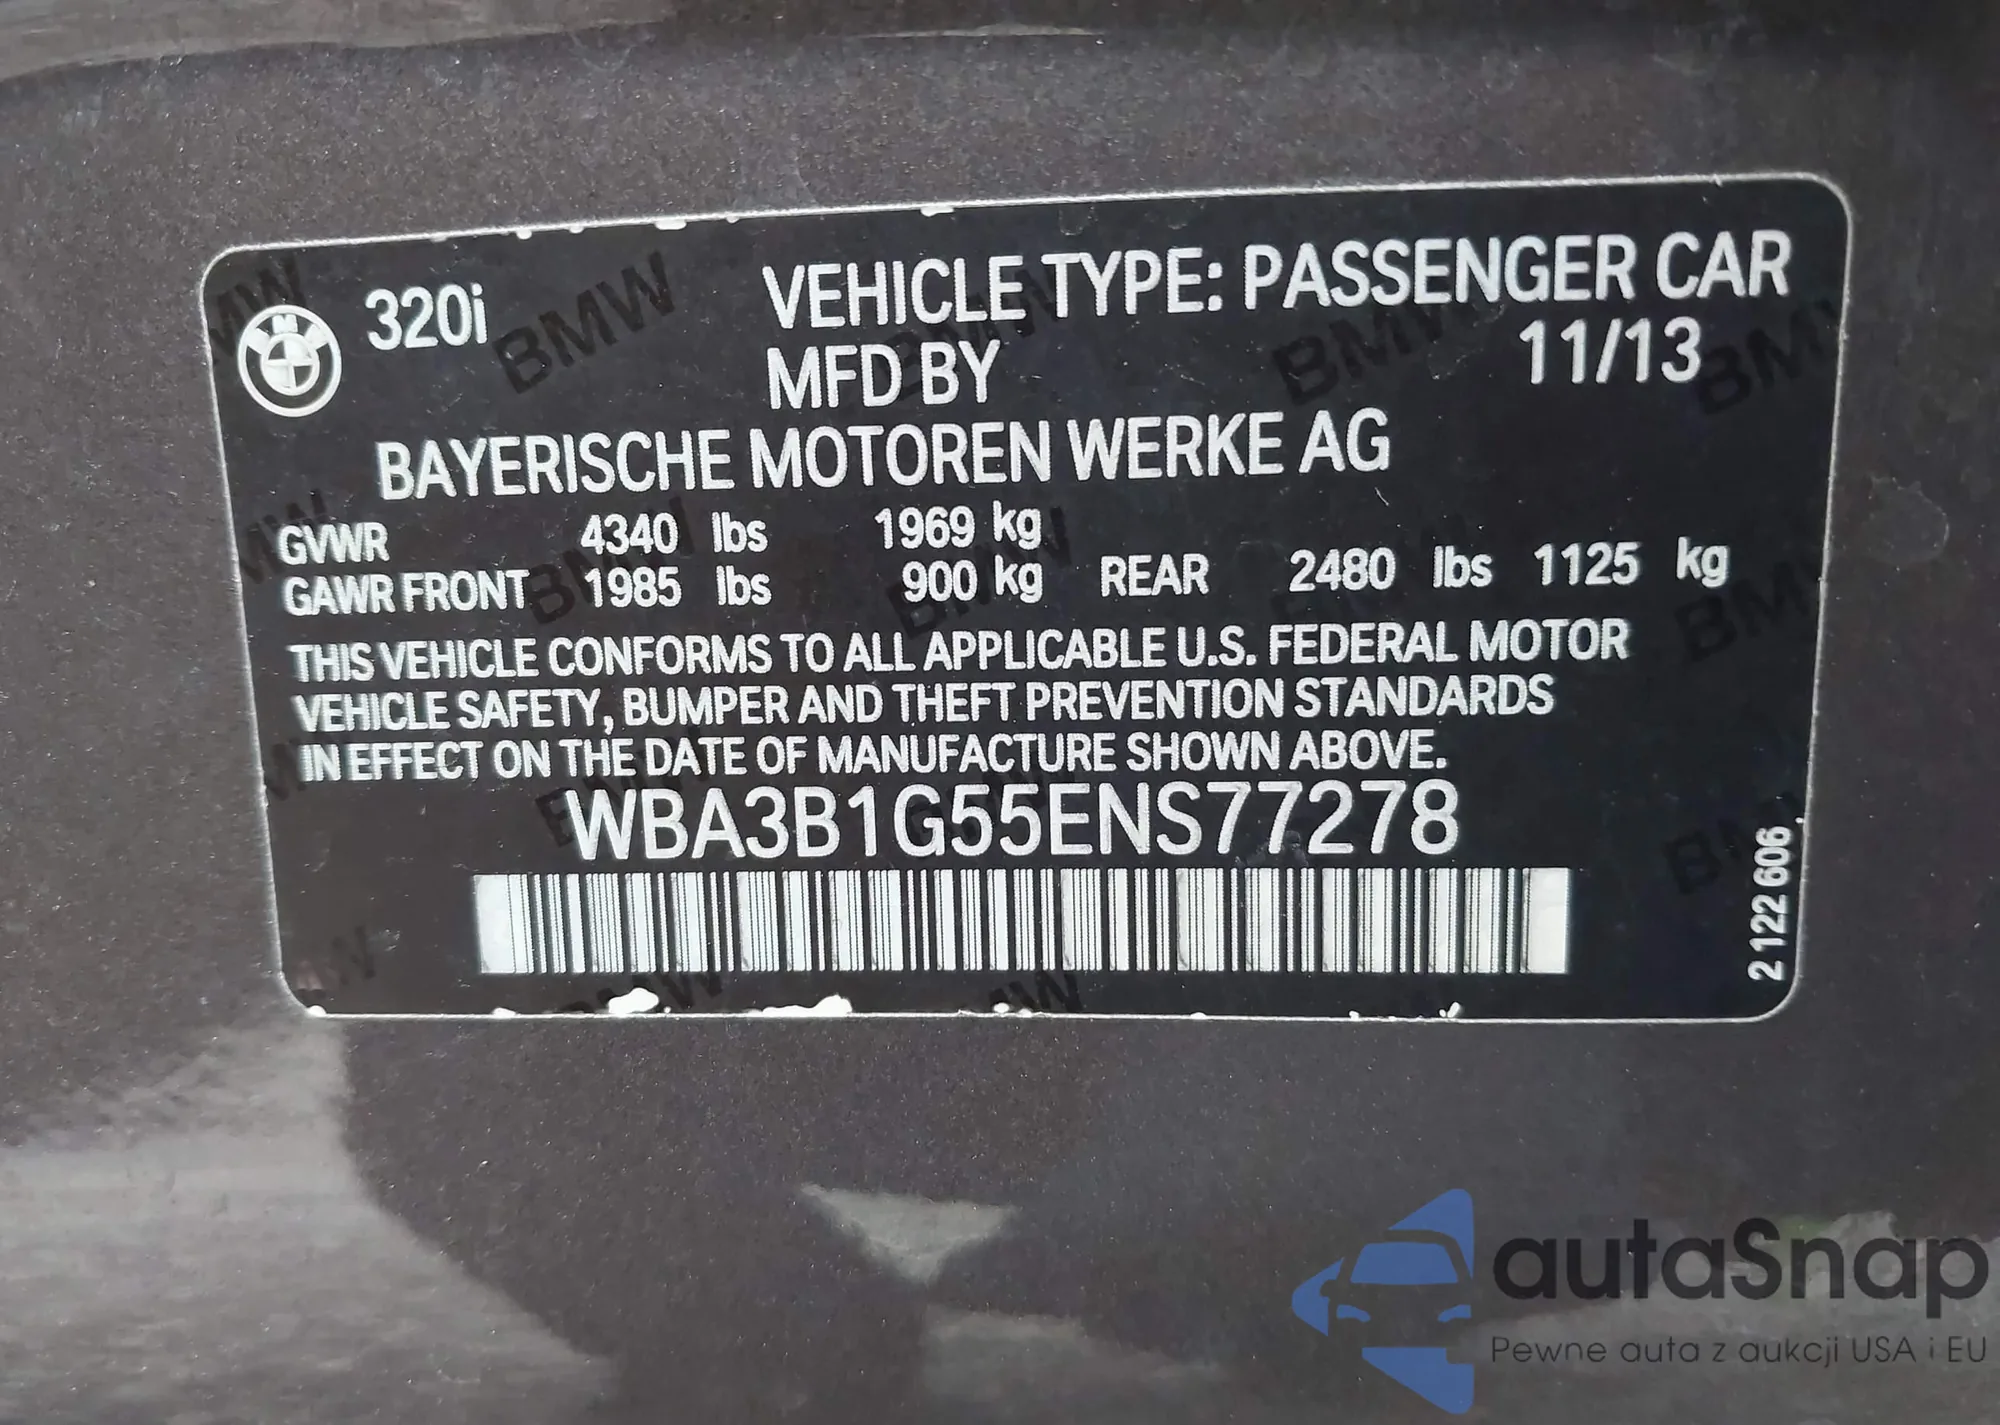 320i VEHICLE TYPE: PASSENGER CAR
MFD BY 11/13
BAYERISCHE MOTOREN WERKE AG
GVWR 4340 lbs 1969 kg
GAWR FRONT 1985 lbs 900 kg REAR 2480 lbs 1125 kg
THIS VEHICLE CONFORMS TO ALL APPLICABLE U.S. FEDERAL MOTOR
VEHICLE SAFETY, BUMPER AND THEFT PREVENTION STANDARDS
IN EFFECT ON THE DATE OF MANUFACTURE SHOWN ABOVE.
WBA3B1G55ENS77278
2 122 606
autaSnap
Pewne auta z aukcji USA i EU